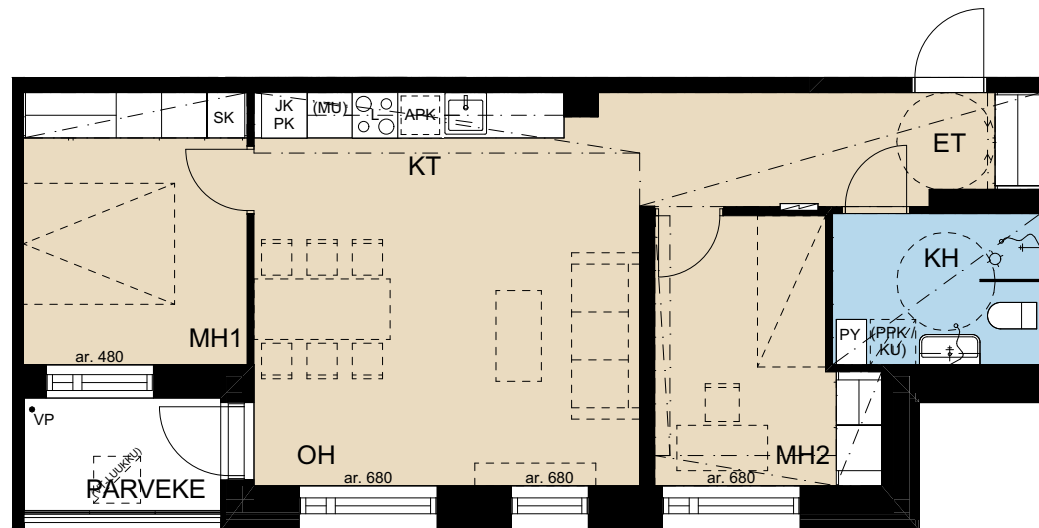 SK
JK
PK
(MU)
L
APK
KT
ET
KH
MH1
ar. 480
PY
(PPK/
KU)
VP
(H.LUUKKU)
PARVEKE
OH
MH2
ar. 680
ar. 680
ar. 680